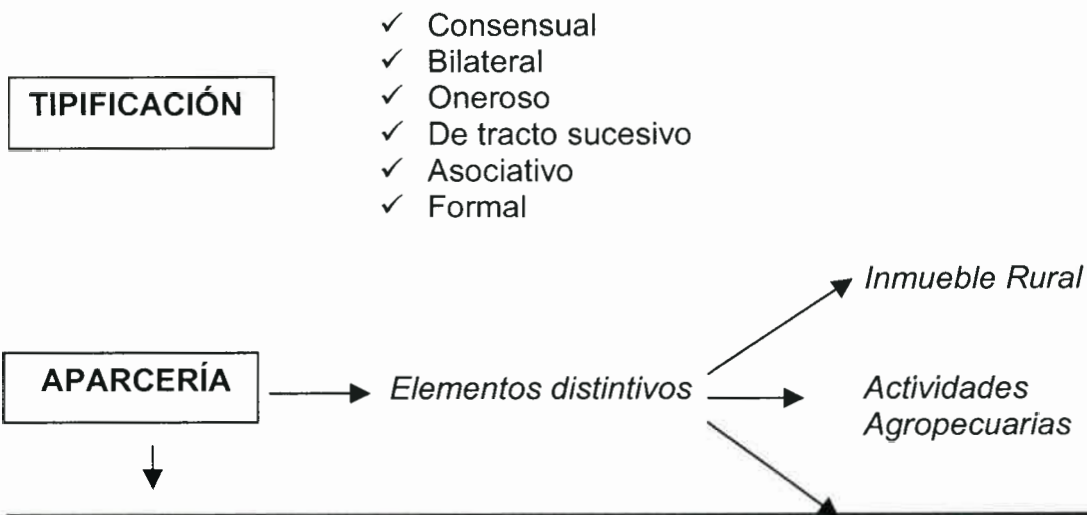 ✓ Consensual
✓ Bilateral
TIPIFICACIÓN
✓ Oneroso
✓ De tracto sucesivo
✓ Asociativo
✓ Formal
Inmueble Rural
APARCERÍA
Elementos distintivos
Actividades
Agropecuarias